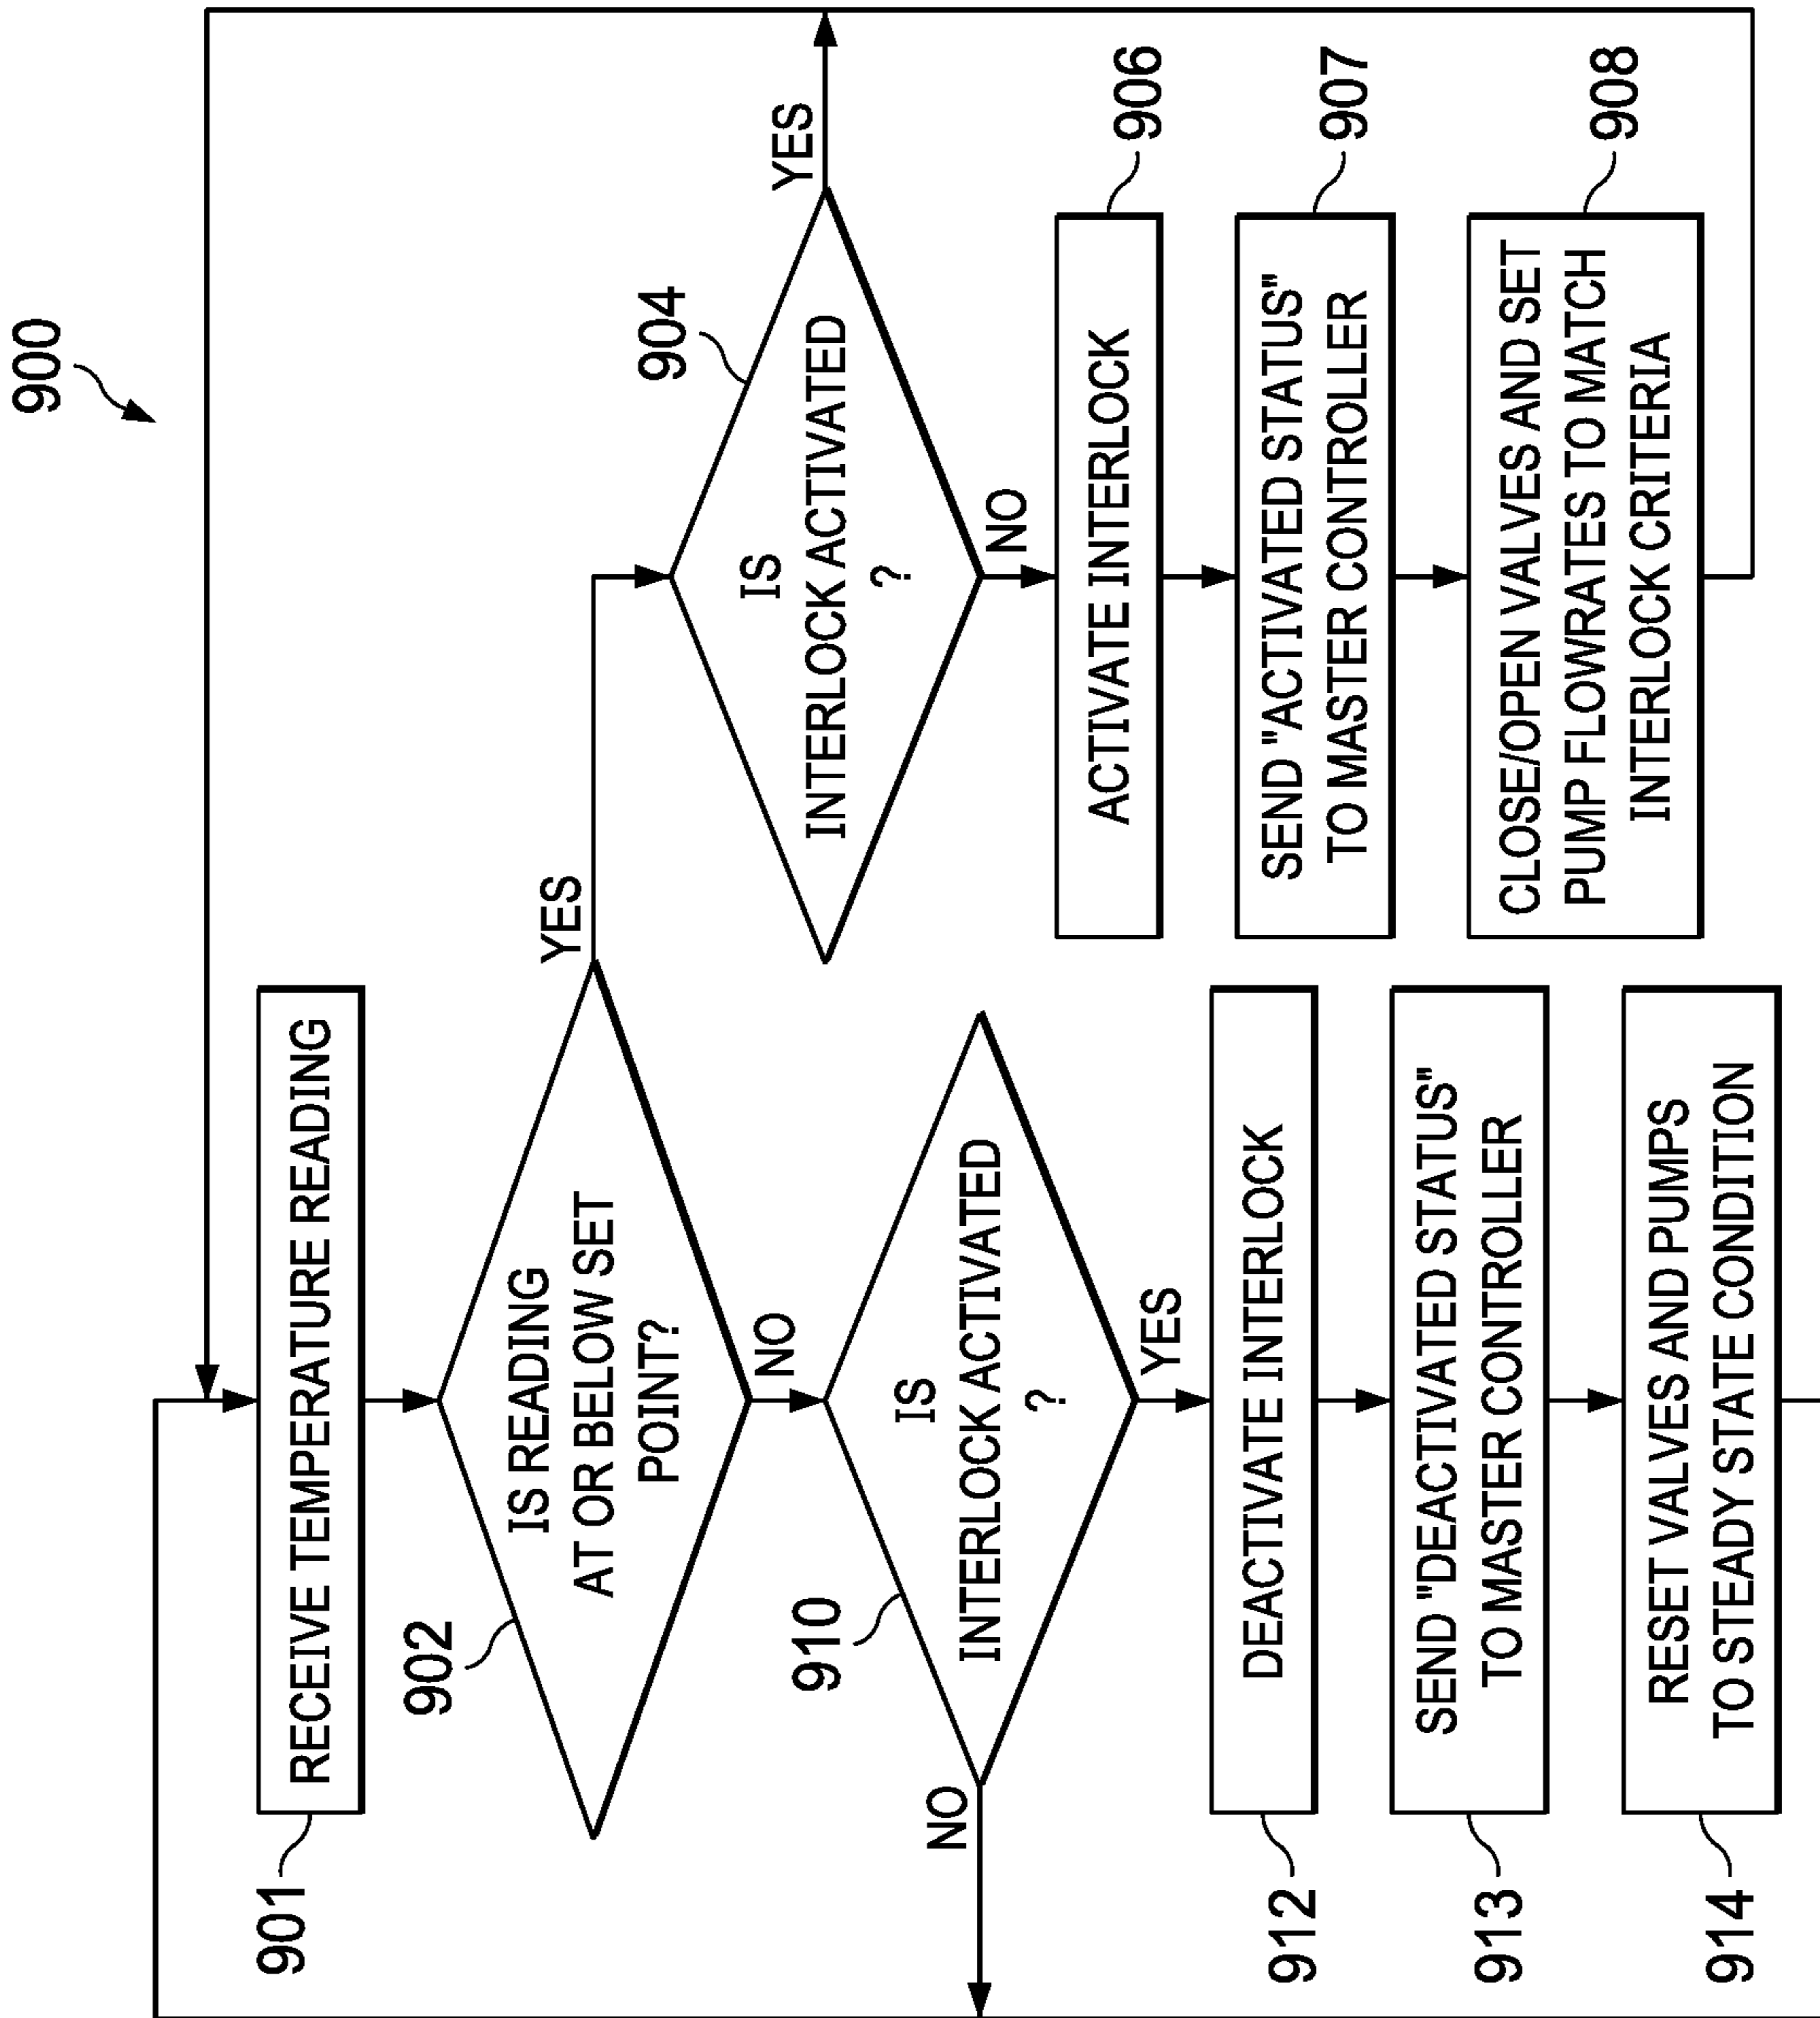 900
901
RECEIVE TEMPERATURE READING
902
IS READING
AT OR BELOW SET
POINT?
YES
NO
904
IS
INTERLOCK ACTIVATED
?
YES
NO
906
ACTIVATE INTERLOCK
907
SEND "ACTIVATED STATUS"
TO MASTER CONTROLLER
908
CLOSE/OPEN VALVES AND SET
PUMP FLOWRATES TO MATCH
INTERLOCK CRITERIA
910
IS
INTERLOCK ACTIVATED
?
NO
YES
912
DEACTIVATE INTERLOCK
913
SEND "DEACTIVATED STATUS"
TO MASTER CONTROLLER
914
RESET VALVES AND PUMPS
TO STEADY STATE CONDITION